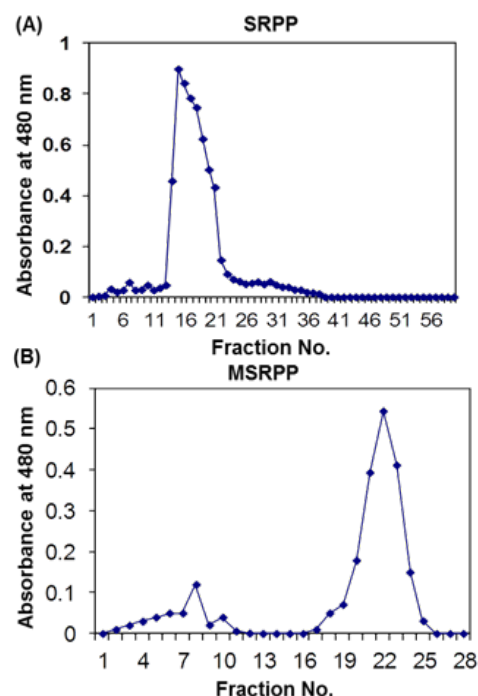 (A)
SRPP
Absorbance at 480 nm
1
0.8
0.6
0.4
0.2
0
1 6 11 16 21 26 31 36 41 46 51 56
Fraction No.
(B)
MSRPP
Absorbance at 480 nm
0.6
0.5
0.4
0.3
0.2
0.1
0
1 4 7 10 13 16 19 22 25 28
Fraction No.